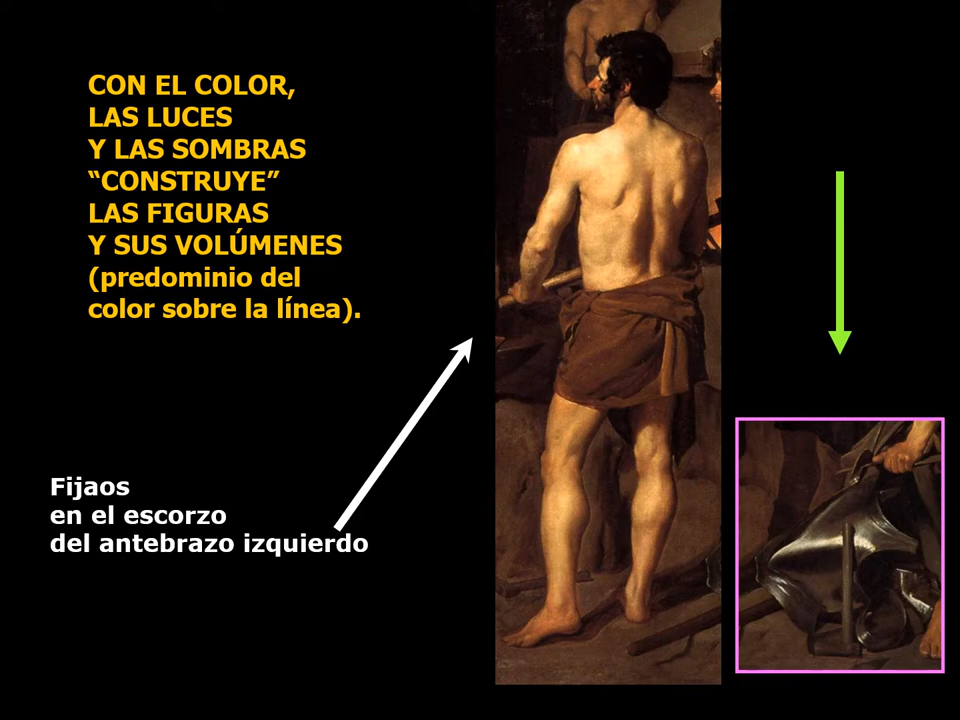 CON EL COLOR,
LAS LUCES
Y LAS SOMBRAS
“CONSTRUYE”
LAS FIGURAS
Y SUS VOLÚMENES
(predominio del
color sobre la línea).
Fijaos
en el escorzo
del antebrazo izquierdo